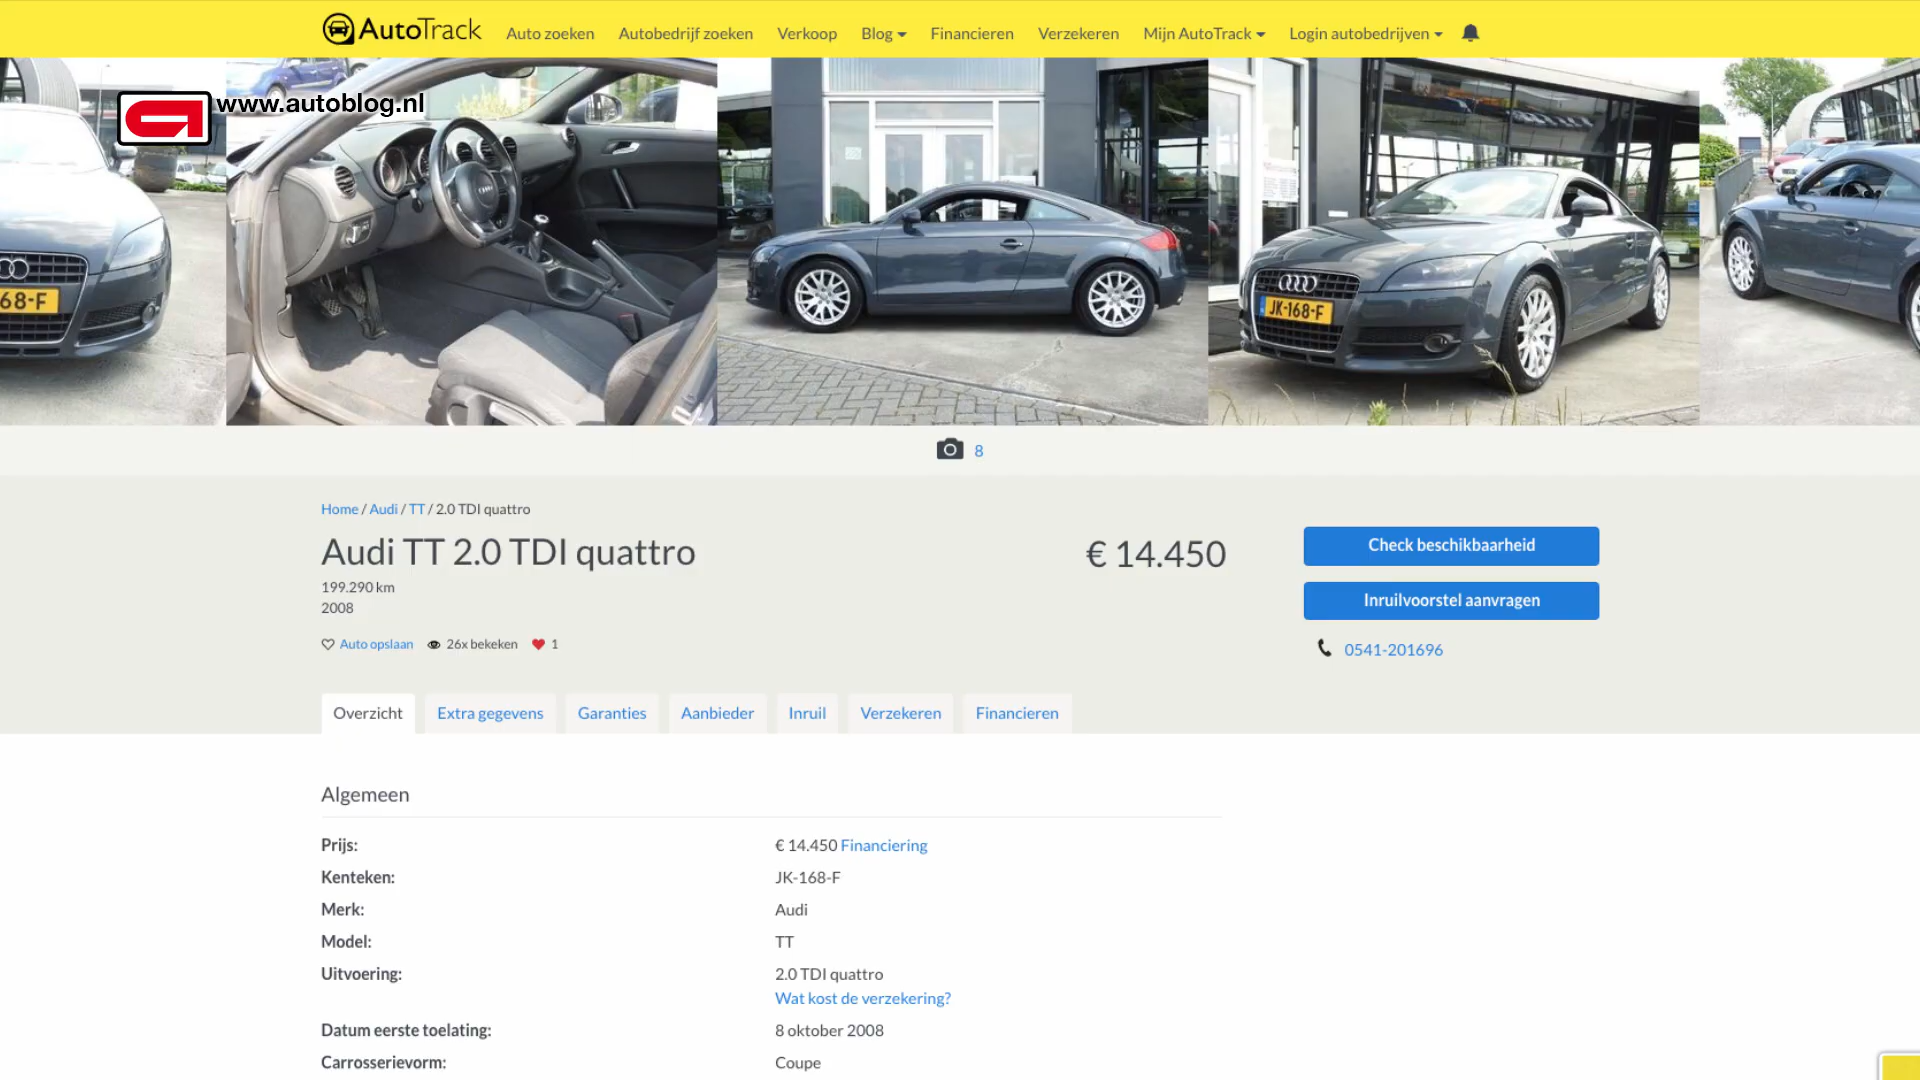 AutoTrack Auto zoeken Autobedrijf zoeken Verkoop Blog Financieren Verzekeren Mijn AutoTrack Login autobedrijven
www.autoblog.nl
68-F
JK-168-F
8
Home / Audi / TT / 2.0 TDI quattro
Audi TT 2.0 TDI quattro
€ 14.450
199.290 km
2008
Auto opslaan 26x bekeken 1
Check beschikbaarheid
Inruilvoorstel aanvragen
0541-201696
Overzicht Extra gegevens Garanties Aanbieder Inruil Verzekeren Financieren
Algemeen
Prijs: € 14.450 Financiering
Kenteken: JK-168-F
Merk: Audi
Model: TT
Uitvoering: 2.0 TDI quattro
Wat kost de verzekering?
Datum eerste toelating: 8 oktober 2008
Carrosserievorm: Coupe